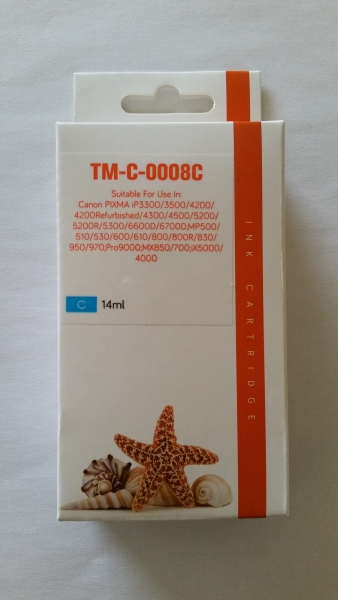 TM-C-0008C
Suitable For Use In:
Canon PIXMA iP3300/3500/4200/
4200Refurbished/4300/4500/5200/
5200R/5300/6600D/6700D;MP500/
510/530/600/610/800/800R/830/
950/970;Pro9000;MX850/700;iX5000/
4000
C 14ml
INK CARTRIDGE